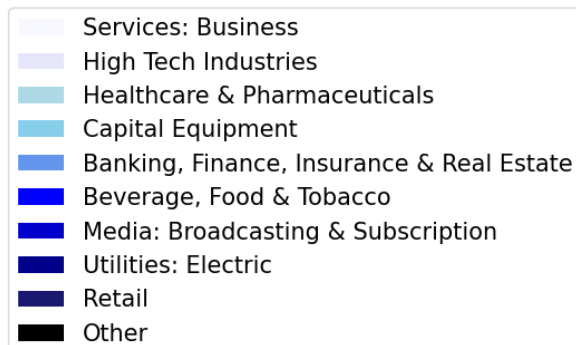 Services: Business
High Tech Industries
Healthcare & Pharmaceuticals
Capital Equipment
Banking, Finance, Insurance & Real Estate
Beverage, Food & Tobacco
Media: Broadcasting & Subscription
Utilities: Electric
Retail
Other